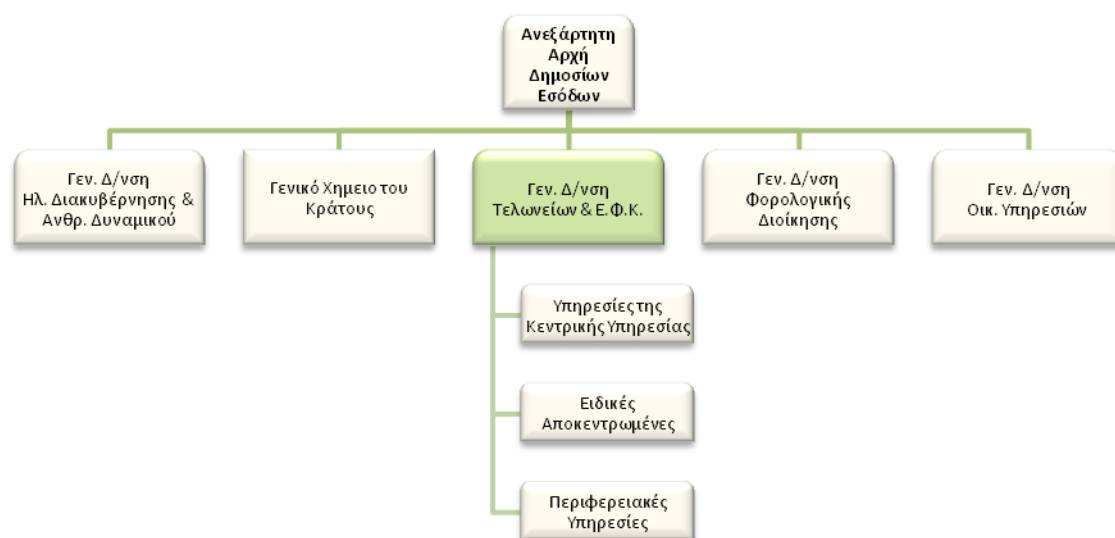 Ανεξάρτητη
Αρχή
Δημοσίων
Εσόδων
Γεν. Δ/νση
Ηλ. Διακυβέρνησης &
Ανθρ. Δυναμικού
Γενικό Χημειο του
Κράτους
Γεν. Δ/νση
Τελωνείων & Ε.Φ.Κ.
Γεν. Δ/νση
Φορολογικής
Διοίκησης
Γεν. Δ/νση
Οικ. Υπηρεσιών
Υπηρεσίες της
Κεντρικής Υπηρεσίας
Ειδικές
Αποκεντρωμένες
Περιφερειακές
Υπηρεσίες